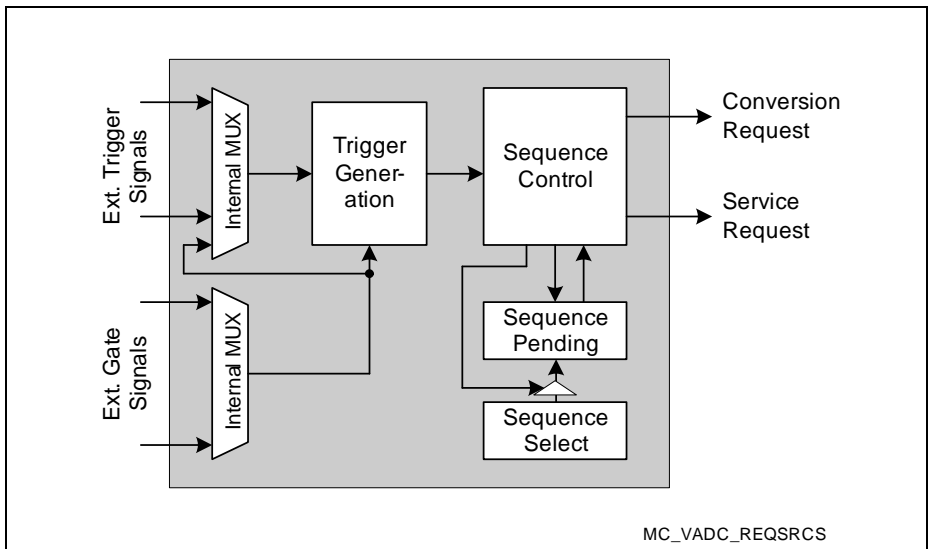 Ext. Trigger
Signals
Internal MUX
Trigger
Gener-
ation
Sequence
Control
Conversion
Request
Service
Request
Ext. Gate
Signals
Internal MUX
Sequence
Pending
Sequence
Select
MC_VADC_REQSRCS